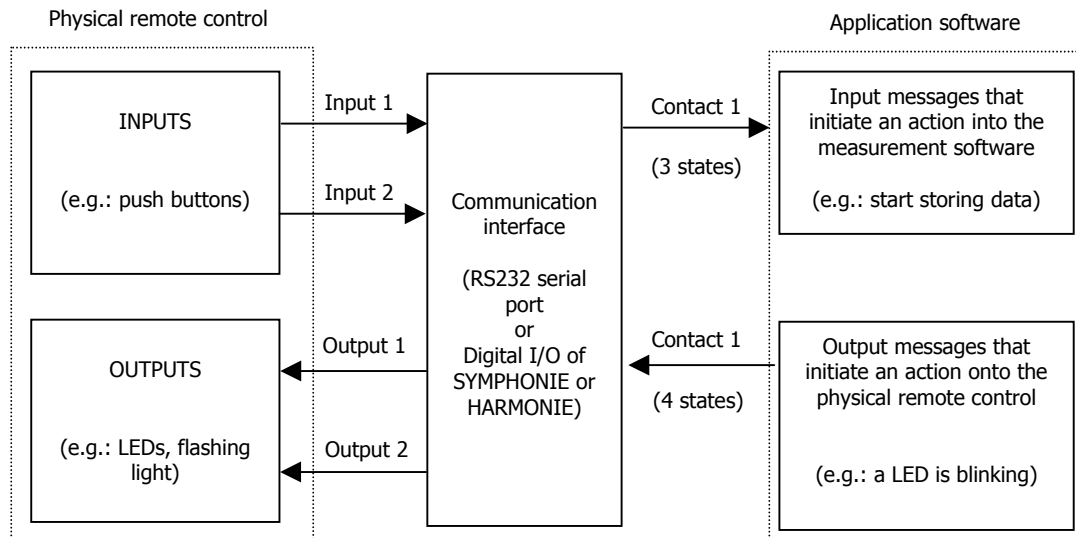 Physical remote control
Application software
INPUTS
(e.g.: push buttons)
Input 1
Input 2
OUTPUTS
(e.g.: LEDs, flashing
light)
Output 1
Output 2
Communication
interface
(RS232 serial
port
or
Digital I/O of
SYMPHONIE or
HARMONIE)
Contact 1
(3 states)
Contact 1
(4 states)
Input messages that
initiate an action into the
measurement software
(e.g.: start storing data)
Output messages that
initiate an action onto the
physical remote control
(e.g.: a LED is blinking)